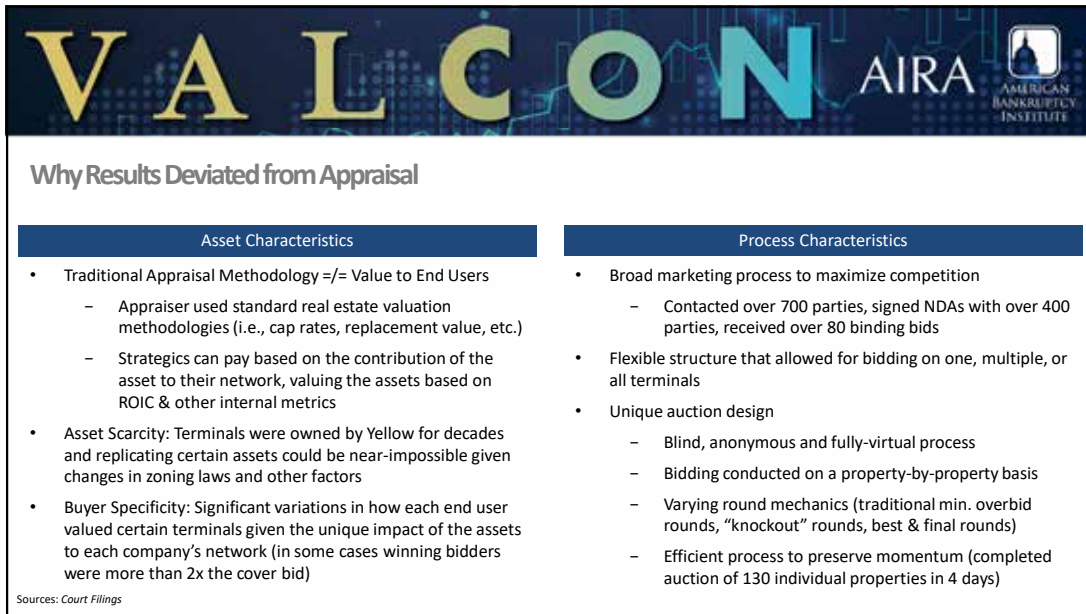 VALCON
AIRA
AMERICAN
BANKRUPTCY
INSTITUTE
Why Results Deviated from Appraisal
Asset Characteristics
• Traditional Appraisal Methodology =/= Value to End Users
− Appraiser used standard real estate valuation
methodologies (i.e., cap rates, replacement value, etc.)
− Strategics can pay based on the contribution of the
asset to their network, valuing the assets based on
ROIC & other internal metrics
• Asset Scarcity: Terminals were owned by Yellow for decades
and replicating certain assets could be near-impossible given
changes in zoning laws and other factors
• Buyer Specificity: Significant variations in how each end user
valued certain terminals given the unique impact of the assets
to each company's network (in some cases winning bidders
were more than 2x the cover bid)
Process Characteristics
• Broad marketing process to maximize competition
− Contacted over 700 parties, signed NDAs with over 400
parties, received over 80 binding bids
• Flexible structure that allowed for bidding on one, multiple, or
all terminals
• Unique auction design
− Blind, anonymous and fully-virtual process
− Bidding conducted on a property-by-property basis
− Varying round mechanics (traditional min. overbid
rounds, "knockout" rounds, best & final rounds)
− Efficient process to preserve momentum (completed
auction of 130 individual properties in 4 days)
Sources: Court Filings